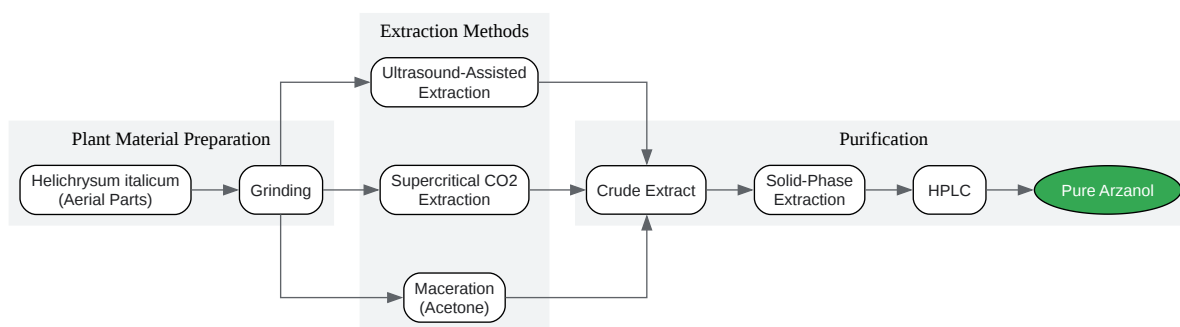 Extraction Methods
Ultrasound-Assisted
Extraction
Plant Material Preparation
Purification
Helichrysum italicum
(Aerial Parts)
Grinding
Supercritical CO2
Extraction
Crude Extract
Solid-Phase
Extraction
HPLC
Pure Arzanol
Maceration
(Acetone)